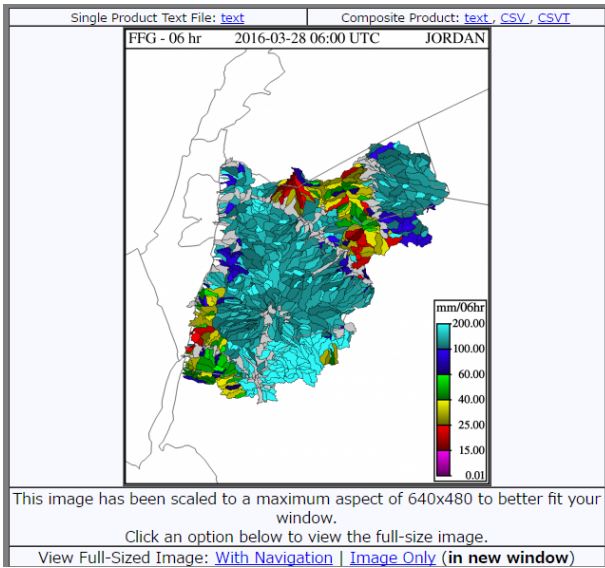 Single Product Text File: text
Composite Product: text , CSV , CSVT
FFG - 06 hr 2016-03-28 06:00 UTC JORDAN
mm/06hr
200.00
100.00
60.00
40.00
25.00
15.00
0.01
This image has been scaled to a maximum aspect of 640x480 to better fit your
window.
Click an option below to view the full-size image.
View Full-Sized Image: With Navigation | Image Only (in new window)